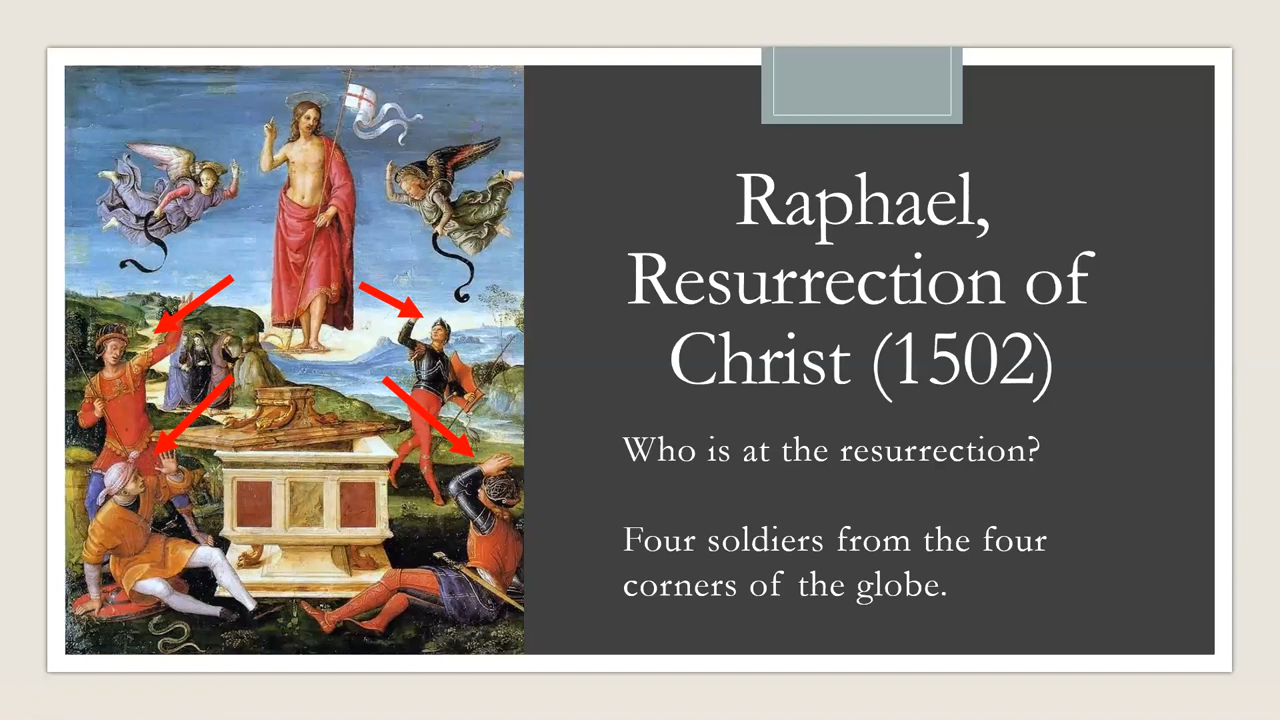 Raphael,
Resurrection of
Christ (1502)
Who is at the resurrection?
Four soldiers from the four
corners of the globe.